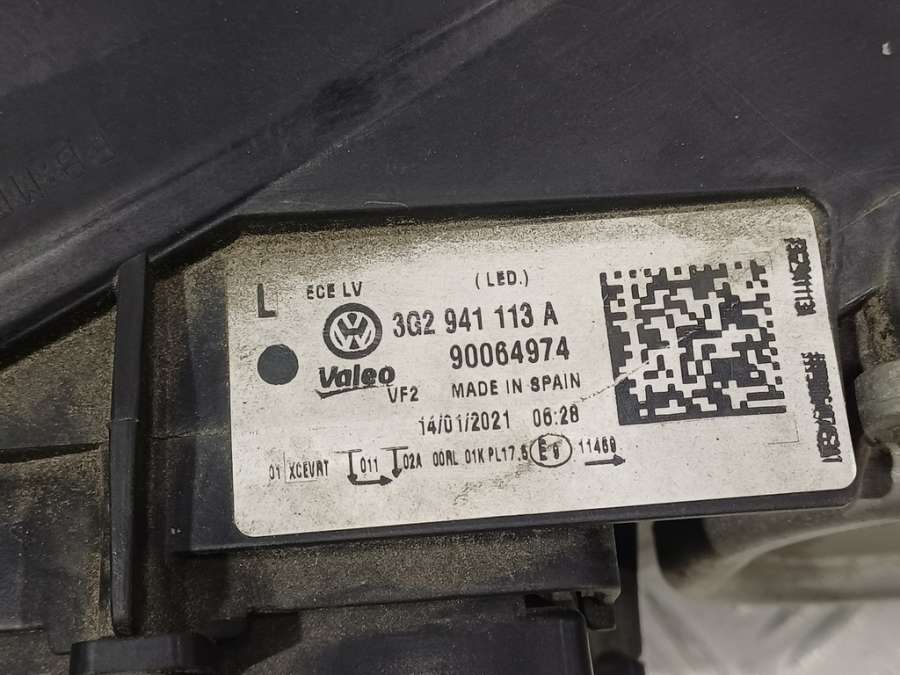 L ECE LV (LED.)
3G2 941 113 A
90064974
Valeo VF2 MADE IN SPAIN
14/01/2021 06:28
01 XCEVRT 011 02A 00RL 01K PL17.5 E9 11469